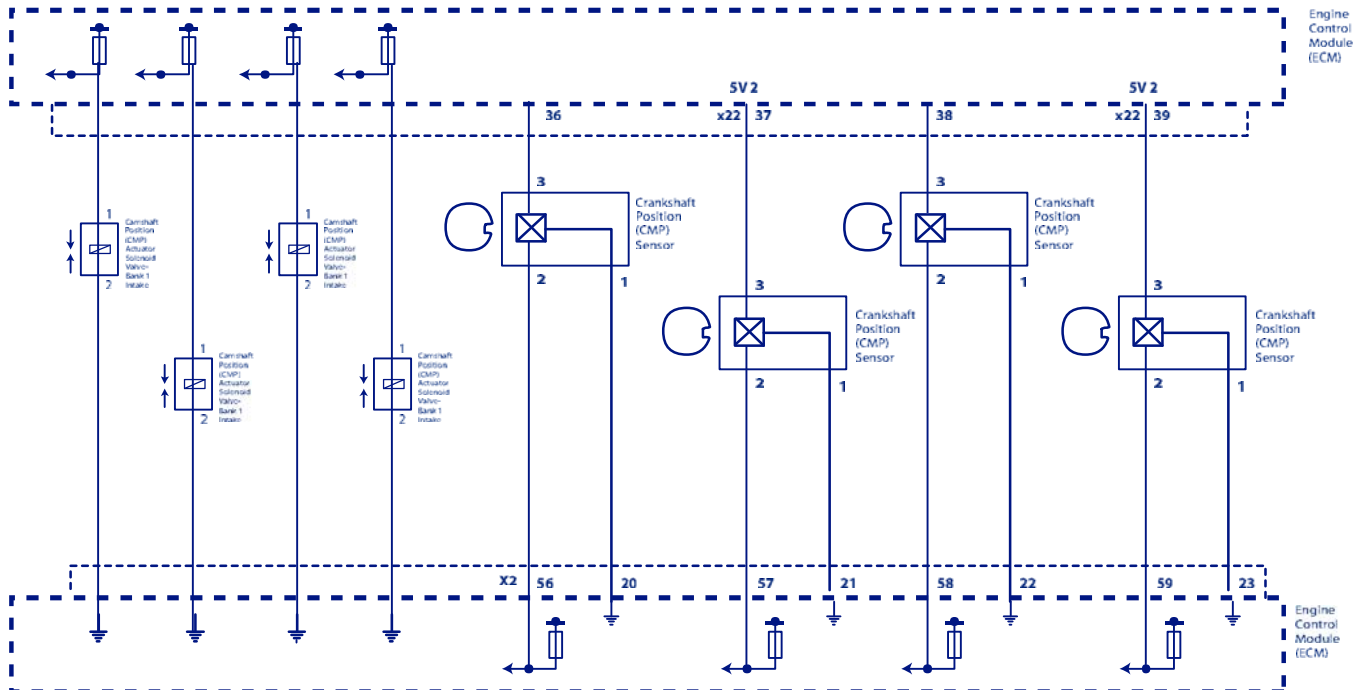 Engine
Control
Module
(ECM)
5V 2
5V 2
36
x22 37
38
x22 39
3
Crankshaft
Position
(CMP)
Sensor
2
1
3
Crankshaft
Position
(CMP)
Sensor
2
1
1
Camshaft
Position
(CMP)
Actuator
Solenoid
Valve-
Bank 1
Intake
2
1
Camshaft
Position
(CMP)
Actuator
Solenoid
Valve-
Bank 1
Intake
2
3
Crankshaft
Position
(CMP)
Sensor
2
1
3
Crankshaft
Position
(CMP)
Sensor
2
1
1
Camshaft
Position
(CMP)
Actuator
Solenoid
Valve-
Bank 1
Intake
2
1
Camshaft
Position
(CMP)
Actuator
Solenoid
Valve-
Bank 1
Intake
2
X2 56
20
57
21
58
22
59
23
Engine
Control
Module
(ECM)